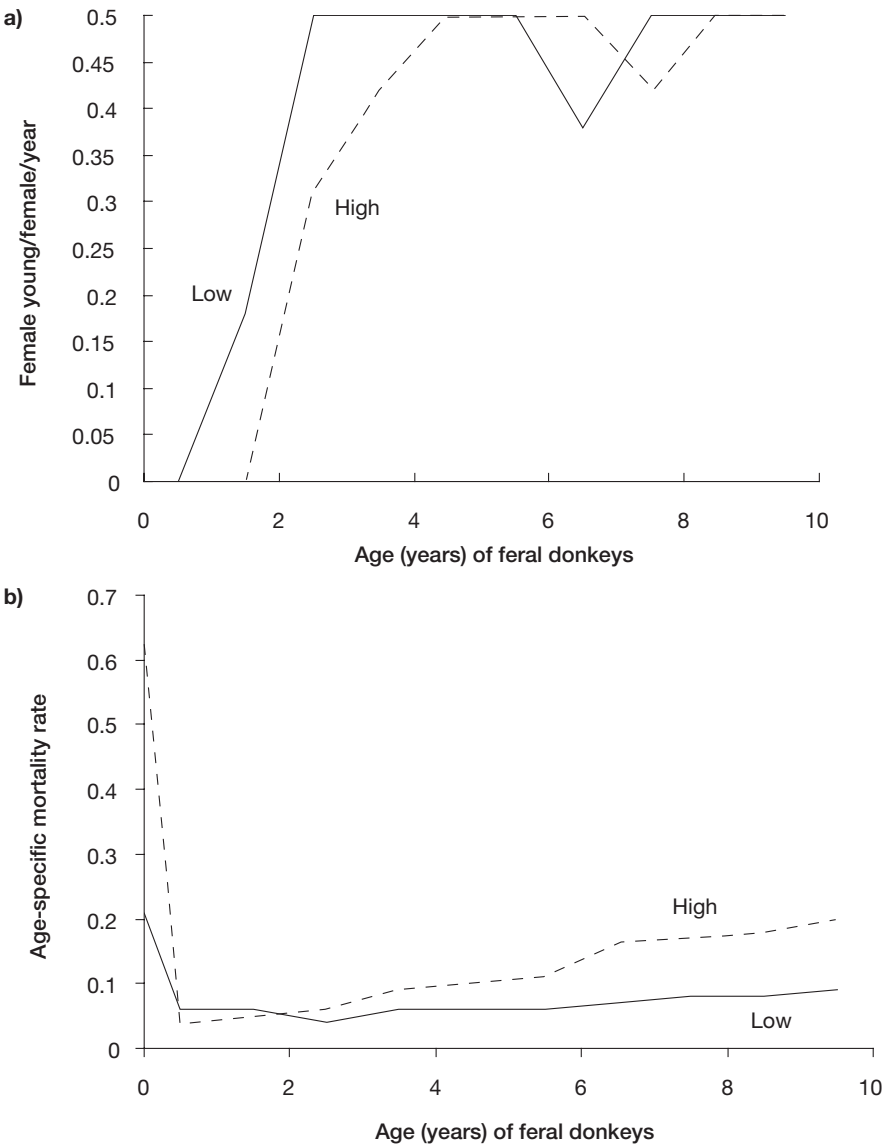 a)
0.5
0.45
0.4
0.35
0.3
0.25
0.2
0.15
0.1
0.05
0
Female young/female/year
High
Low
0 2 4 6 8 10
Age (years) of feral donkeys
b)
0.7
0.6
0.5
0.4
0.3
0.2
0.1
0
Age-specific mortality rate
High
Low
0 2 4 6 8 10
Age (years) of feral donkeys